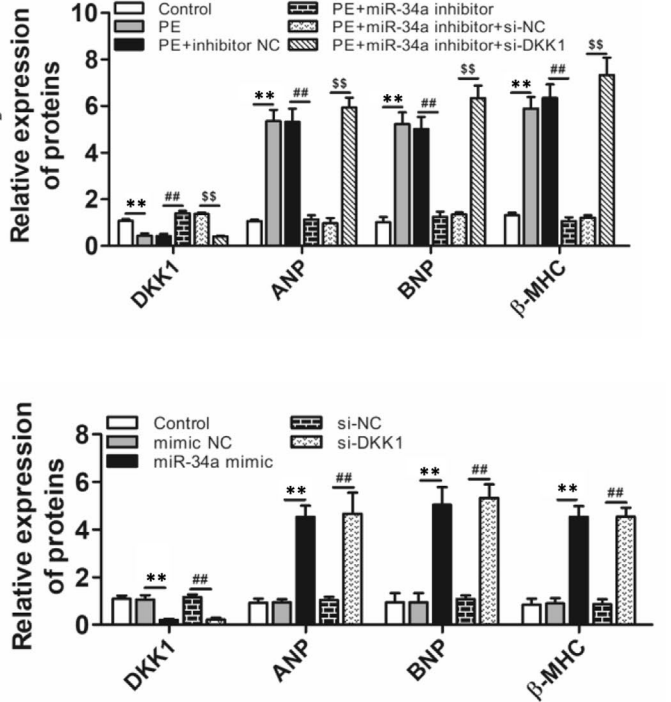 Control
PE
PE+inhibitor NC
PE+miR-34a inhibitor
PE+miR-34a inhibitor+si-NC
PE+miR-34a inhibitor+si-DKK1
Relative expression
of proteins
10
8
6
4
2
0
** ## $$
** ## $$
** ## $$
** ## $$
DKK1
ANP
BNP
β-MHC
Control
mimic NC
miR-34a mimic
si-NC
si-DKK1
Relative expression
of proteins
8
6
4
2
0
** ##
** ##
** ##
** ##
DKK1
ANP
BNP
β-MHC